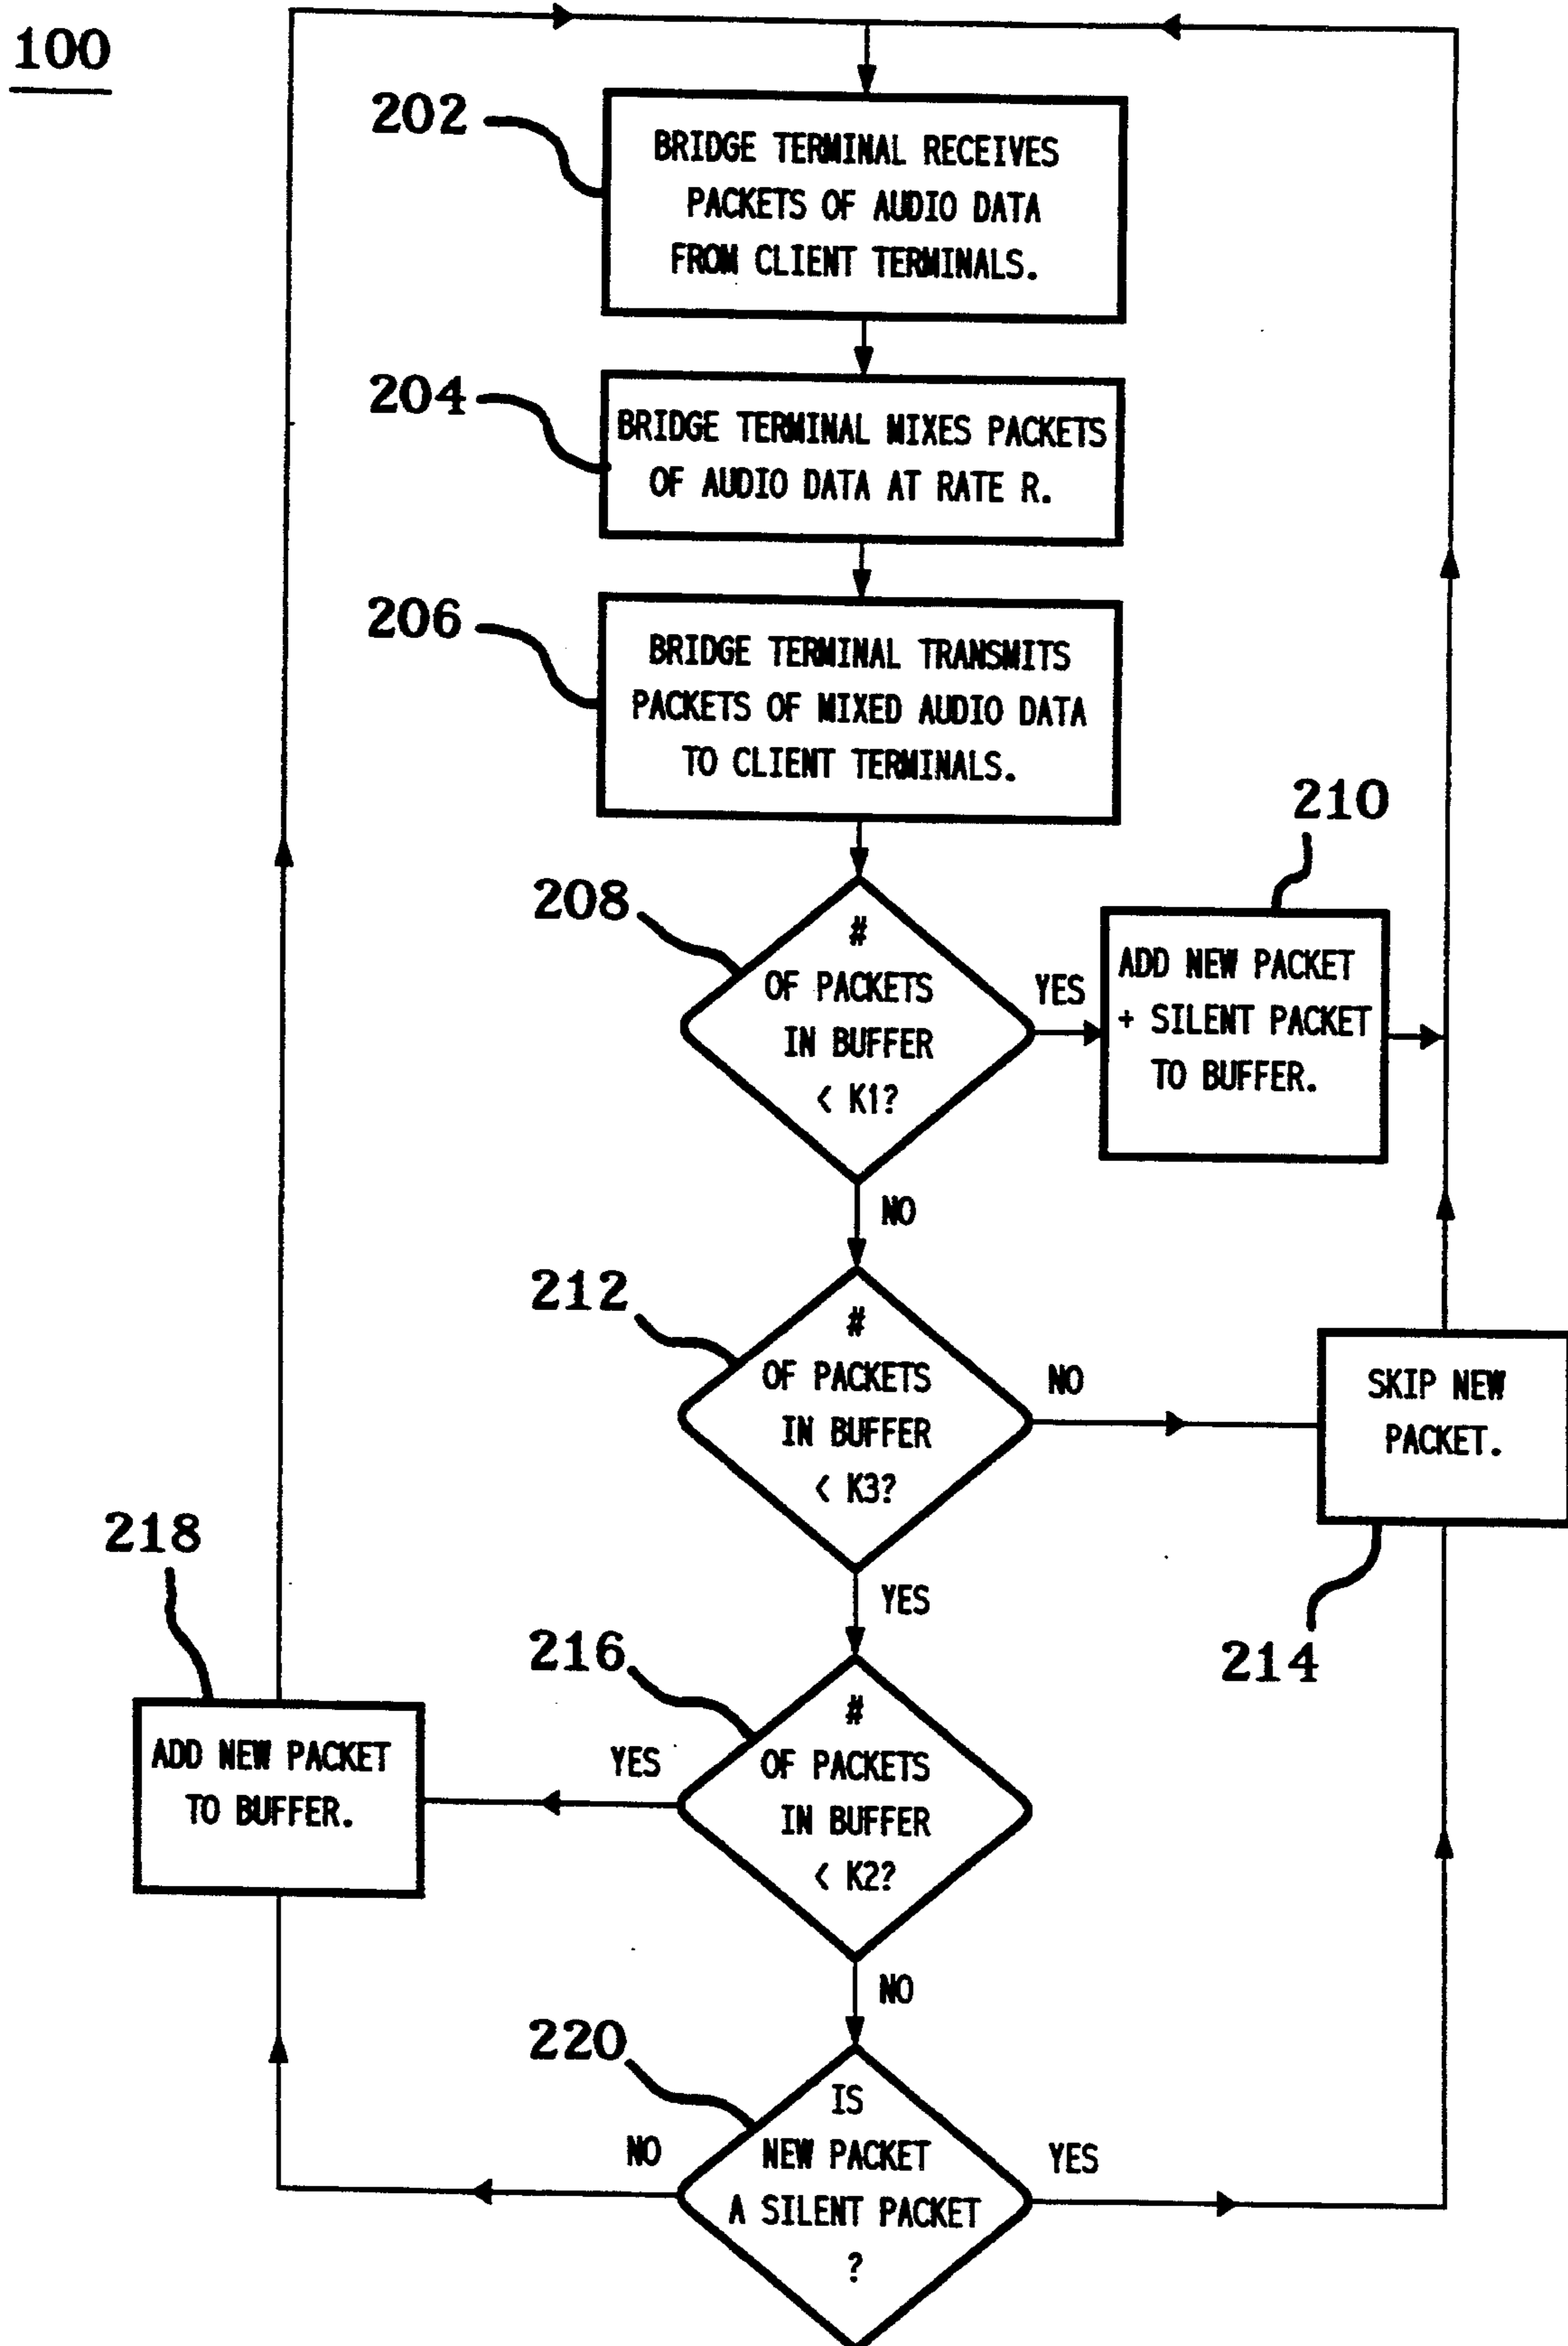 100
202
BRIDGE TERMINAL RECEIVES
PACKETS OF AUDIO DATA
FROM CLIENT TERMINALS.
204
BRIDGE TERMINAL MIXES PACKETS
OF AUDIO DATA AT RATE R.
206
BRIDGE TERMINAL TRANSMITS
PACKETS OF MIXED AUDIO DATA
TO CLIENT TERMINALS.
208
#
OF PACKETS
IN BUFFER
< K1?
YES
210
ADD NEW PACKET
+ SILENT PACKET
TO BUFFER.
NO
212
#
OF PACKETS
IN BUFFER
< K3?
NO
SKIP NEW
PACKET.
214
YES
216
#
OF PACKETS
IN BUFFER
< K2?
YES
218
ADD NEW PACKET
TO BUFFER.
NO
220
IS
NEW PACKET
A SILENT PACKET
?
NO
YES